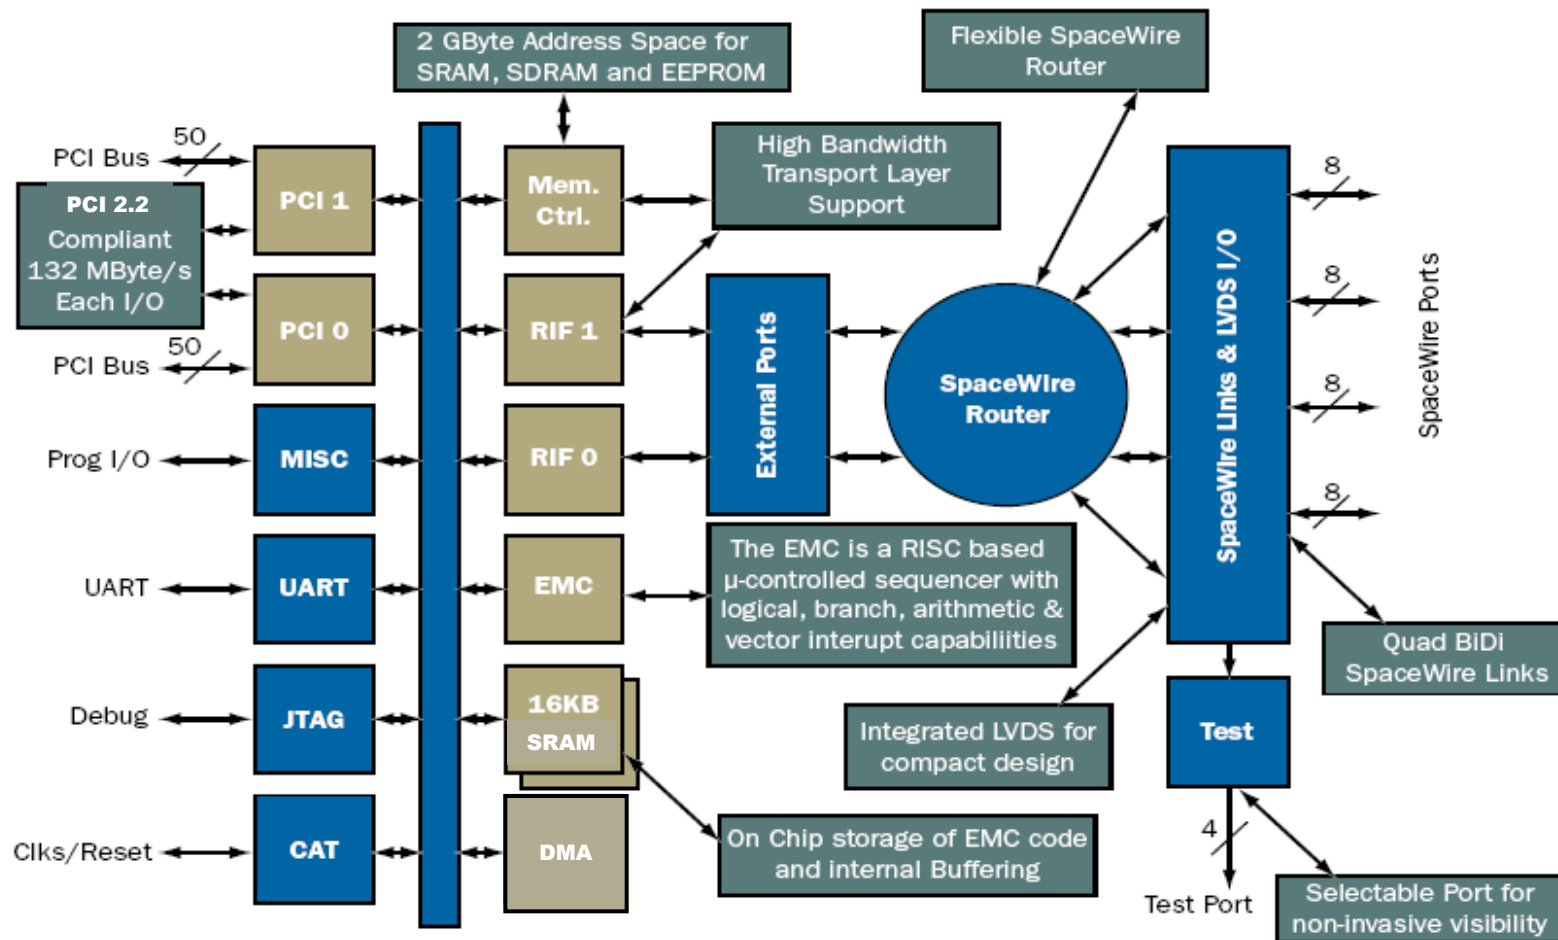 2 GByte Address Space for
SRAM, SDRAM and EEPROM
Flexible SpaceWire
Router
PCI Bus
50
PCI 2.2
Compliant
132 MByte/s
Each I/O
PCI Bus
50
Prog I/O
UART
Debug
Clks/Reset
PCI 1
PCI 0
MISC
UART
JTAG
CAT
Mem.
Ctrl.
RIF 1
RIF 0
EMC
16KB
SRAM
DMA
High Bandwidth
Transport Layer
Support
External Ports
The EMC is a RISC based
µ-controlled sequencer with
logical, branch, arithmetic &
vector interupt capabiliities
On Chip storage of EMC code
and internal Buffering
SpaceWire
Router
Integrated LVDS for
compact design
SpaceWire Links & LVDS I/O
8
8
8
8
SpaceWire Ports
Quad BiDi
SpaceWire Links
Test
4
Test Port
Selectable Port for
non-invasive visibility